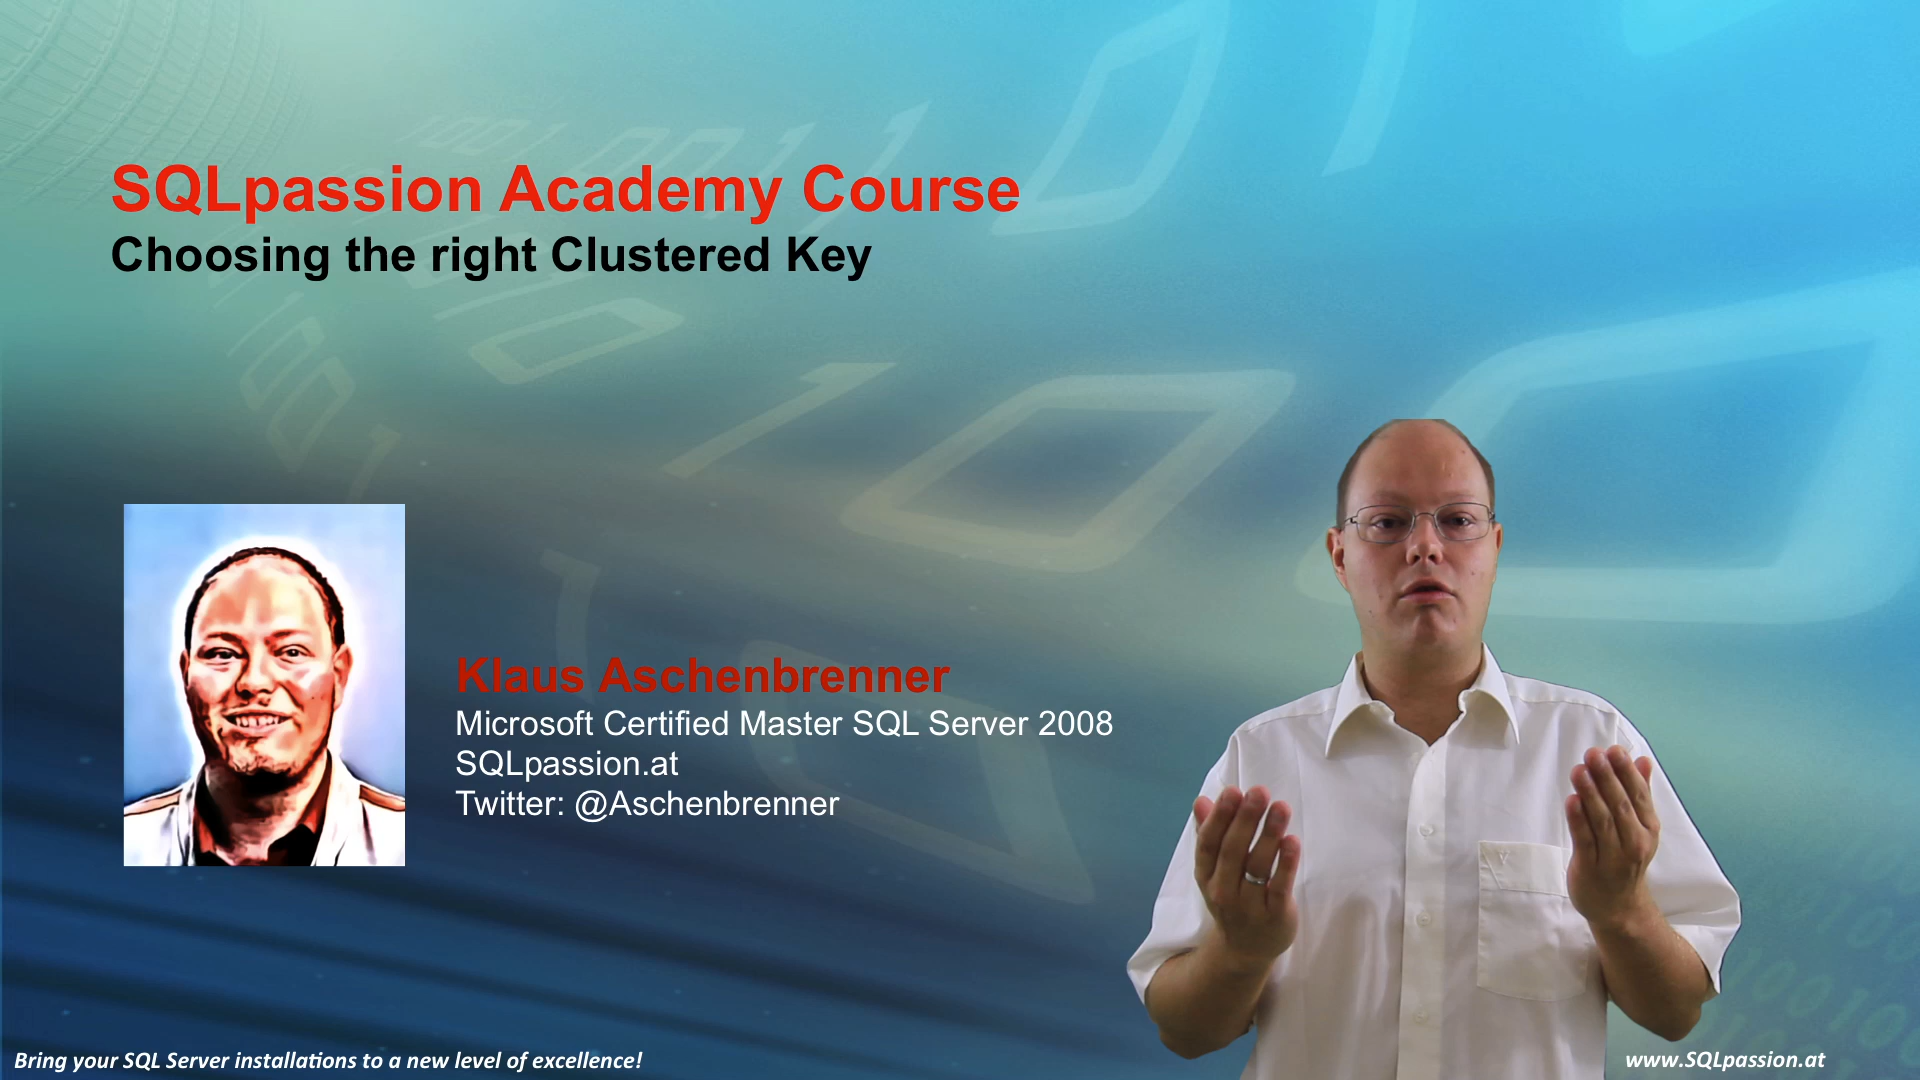 SQLpassion Academy Course
Choosing the right Clustered Key
Klaus Aschenbrenner
Microsoft Certified Master SQL Server 2008
SQLpassion.at
Twitter: @Aschenbrenner
Bring your SQL Server installations to a new level of excellence!
www.SQLpassion.at